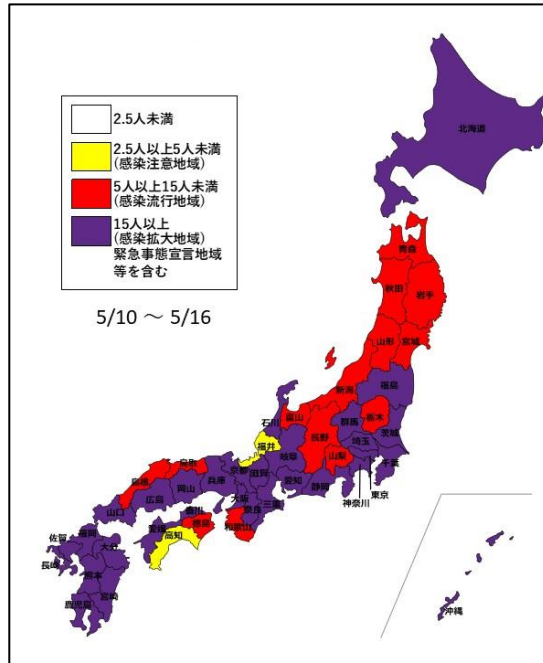 2.5人未満
2.5人以上5人未満
(感染注意地域)
5人以上15人未満
(感染流行地域)
15人以上
(感染拡大地域)
緊急事態宣言地域
等を含む
5/10 ～ 5/16
北海道
青森
秋田
岩手
山形
宮城
新潟
福島
石川
富山
群馬
栃木
福井
長野
茨城
埼玉
岐阜
山梨
千葉
鳥取
京都
滋賀
島根
兵庫
愛知
静岡
東京
岡山
神奈川
広島
大阪
奈良
三重
山口
香川
徳島
和歌山
愛媛
高知
福岡
佐賀
大分
長崎
熊本
宮崎
鹿児島
沖縄